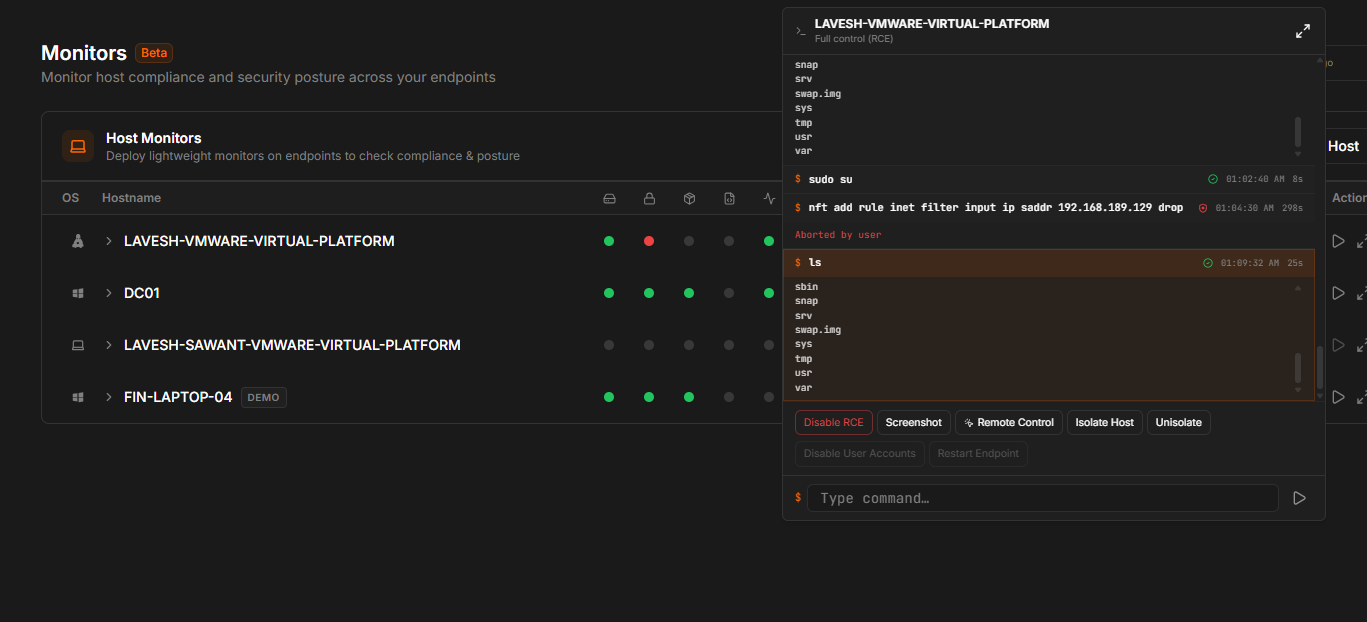 Monitors Beta
Monitor host compliance and security posture across your endpoints
Host Monitors
Deploy lightweight monitors on endpoints to check compliance & posture
OS Hostname
LAVESH-VMWARE-VIRTUAL-PLATFORM
DC01
LAVESH-SAWANT-VMWARE-VIRTUAL-PLATFORM
FIN-LAPTOP-04 DEMO
>_ LAVESH-VMWARE-VIRTUAL-PLATFORM
Full control (RCE)
snap
srv
swap.img
sys
tmp
usr
var
$ sudo su 01:02:40 AM 8s
$ nft add rule inet filter input ip saddr 192.168.189.129 drop 01:04:30 AM 298s
Aborted by user
$ ls 01:09:32 AM 25s
sbin
snap
srv
swap.img
sys
tmp
usr
var
Disable RCE Screenshot Remote Control Isolate Host Unisolate
Disable User Accounts Restart Endpoint
$ Type command…
Host